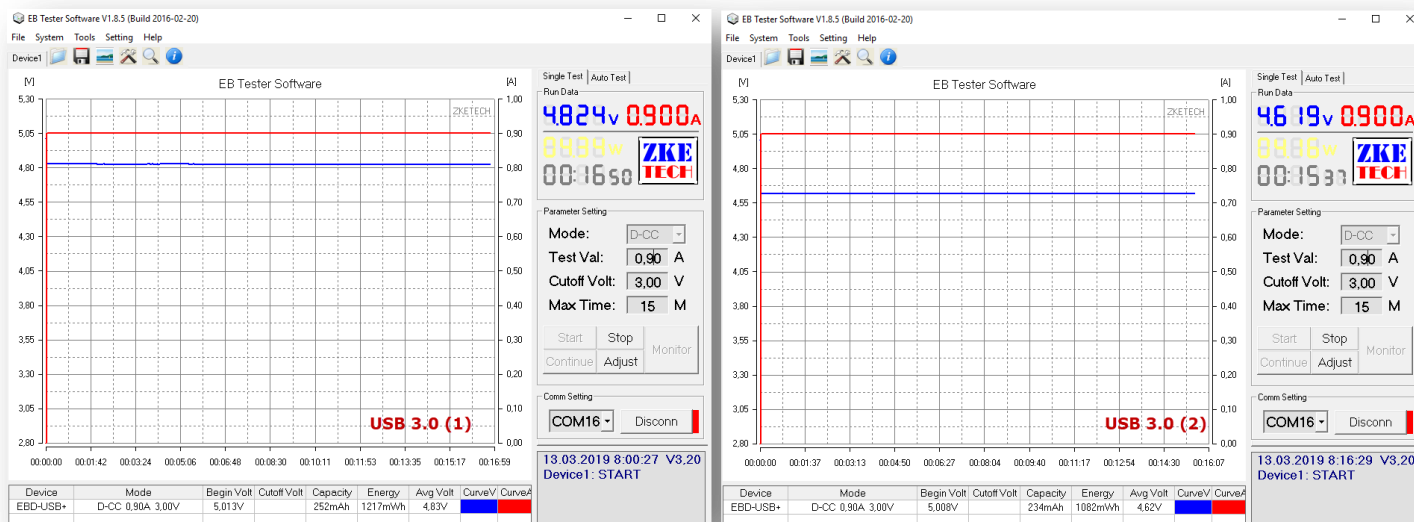 EB Tester Software V1.8.5 (Build 2016-02-20)
File System Tools Setting Help
Device1
[V] EB Tester Software [A]
ZKETECH
5,30 1,00
5,05 0,90
4,80 0,80
4,55 0,70
4,30 0,60
4,05 0,50
3,80 0,40
3,55 0,30
3,30 0,20
3,05 0,10
2,80 0,00
USB 3.0 (1)
00:00:00 00:01:42 00:03:24 00:05:06 00:06:48 00:08:30 00:10:11 00:11:53 00:13:35 00:15:17 00:16:59
Single Test Auto Test
Run Data
4.824v 0.900A
04.34w
00:16 50
ZKE
TECH
Parameter Setting
Mode: D-CC
Test Val: 0,90 A
Cutoff Volt: 3,00 V
Max Time: 15 M
Start Stop Monitor
Continue Adjust
Comm Setting
COM16 Disconn
13.03.2019 8:00:27 V3,20
Device1: START
Device Mode Begin Volt Cutoff Volt Capacity Energy Avg Volt CurveV CurveA
EBD-USB+ D-CC 0,90A 3,00V 5,013V 252mAh 1217mWh 4,83V
EB Tester Software V1.8.5 (Build 2016-02-20)
File System Tools Setting Help
Device1
[V] EB Tester Software [A]
ZKETECH
5,30 1,00
5,05 0,90
4,80 0,80
4,55 0,70
4,30 0,60
4,05 0,50
3,80 0,40
3,55 0,30
3,30 0,20
3,05 0,10
2,80 0,00
USB 3.0 (2)
00:00:00 00:01:37 00:03:13 00:04:50 00:06:27 00:08:04 00:09:40 00:11:17 00:12:54 00:14:30 00:16:07
Single Test Auto Test
Run Data
4.619v 0.900A
04.16w
00:15 37
ZKE
TECH
Parameter Setting
Mode: D-CC
Test Val: 0,90 A
Cutoff Volt: 3,00 V
Max Time: 15 M
Start Stop Monitor
Continue Adjust
Comm Setting
COM16 Disconn
13.03.2019 8:16:29 V3,20
Device1: START
Device Mode Begin Volt Cutoff Volt Capacity Energy Avg Volt CurveV CurveA
EBD-USB+ D-CC 0,90A 3,00V 5,008V 234mAh 1082mWh 4,62V